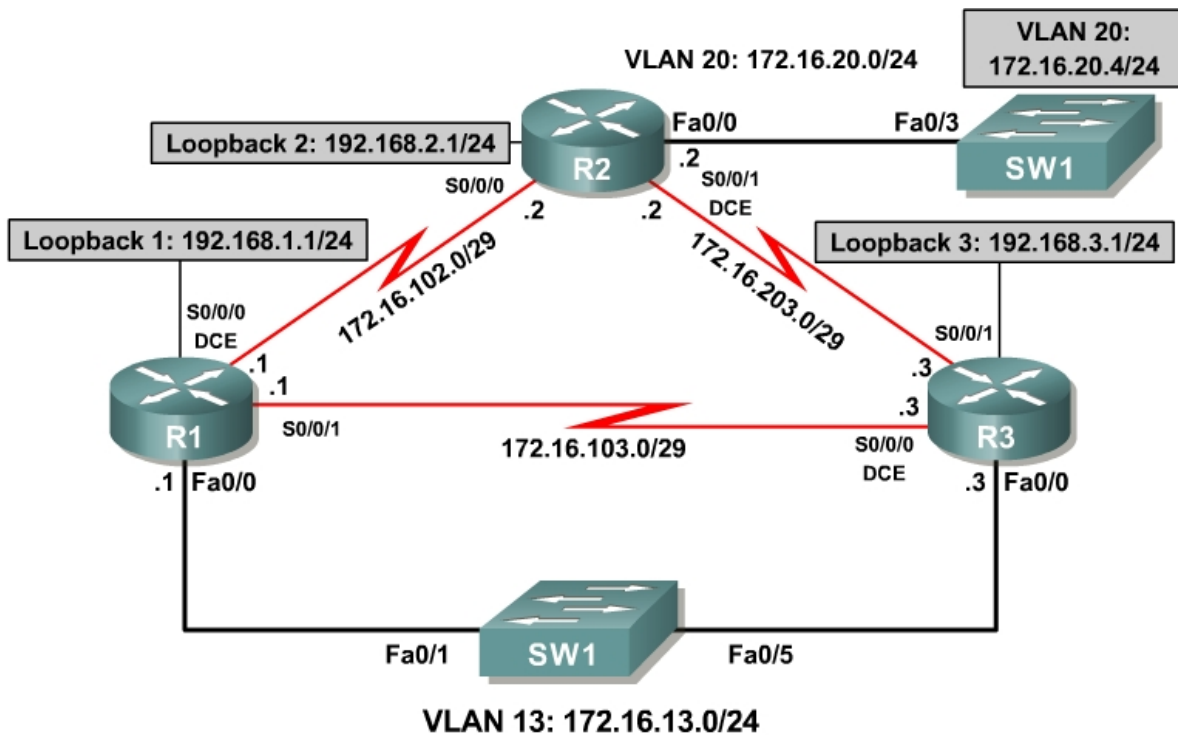 VLAN 20:
172.16.20.4/24
VLAN 20: 172.16.20.0/24
Fa0/0
Fa0/3
Loopback 2: 192.168.2.1/24
R2
SW1
.2
S0/0/0
S0/0/1
DCE
.2
.2
Loopback 1: 192.168.1.1/24
Loopback 3: 192.168.3.1/24
172.16.102.0/29
172.16.203.0/29
S0/0/0
DCE
S0/0/1
.1
.1
.3
.3
R1
S0/0/1
172.16.103.0/29
S0/0/0
DCE
R3
.1
Fa0/0
.3
Fa0/0
Fa0/1
SW1
Fa0/5
VLAN 13: 172.16.13.0/24